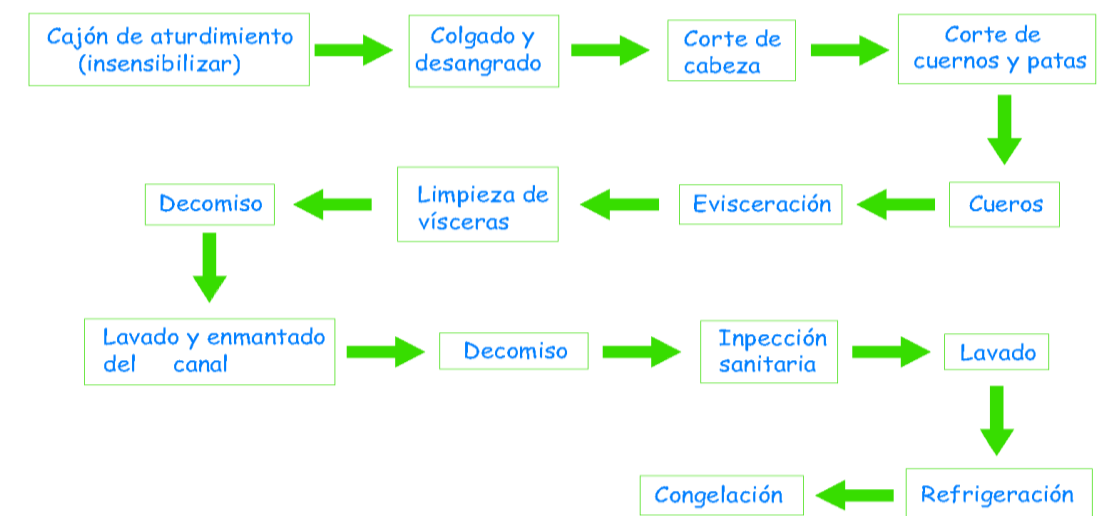 Cajón de aturdimiento
(insensibilizar)
Colgado y
desangrado
Corte de
cabeza
Corte de
cuernos y patas
Cueros
Evisceración
Limpieza de
vísceras
Decomiso
Lavado y enmantado
del canal
Decomiso
Inpección
sanitaria
Lavado
Refrigeración
Congelación